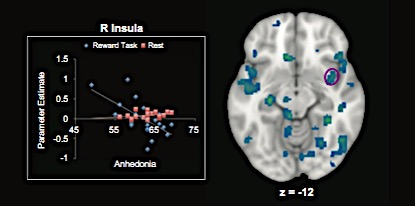 R Insula
Reward Task Rest
Parameter Estimate
1.5
1
0.5
0
-0.5
-1
45 55 65 75
Anhedonia
z = -12